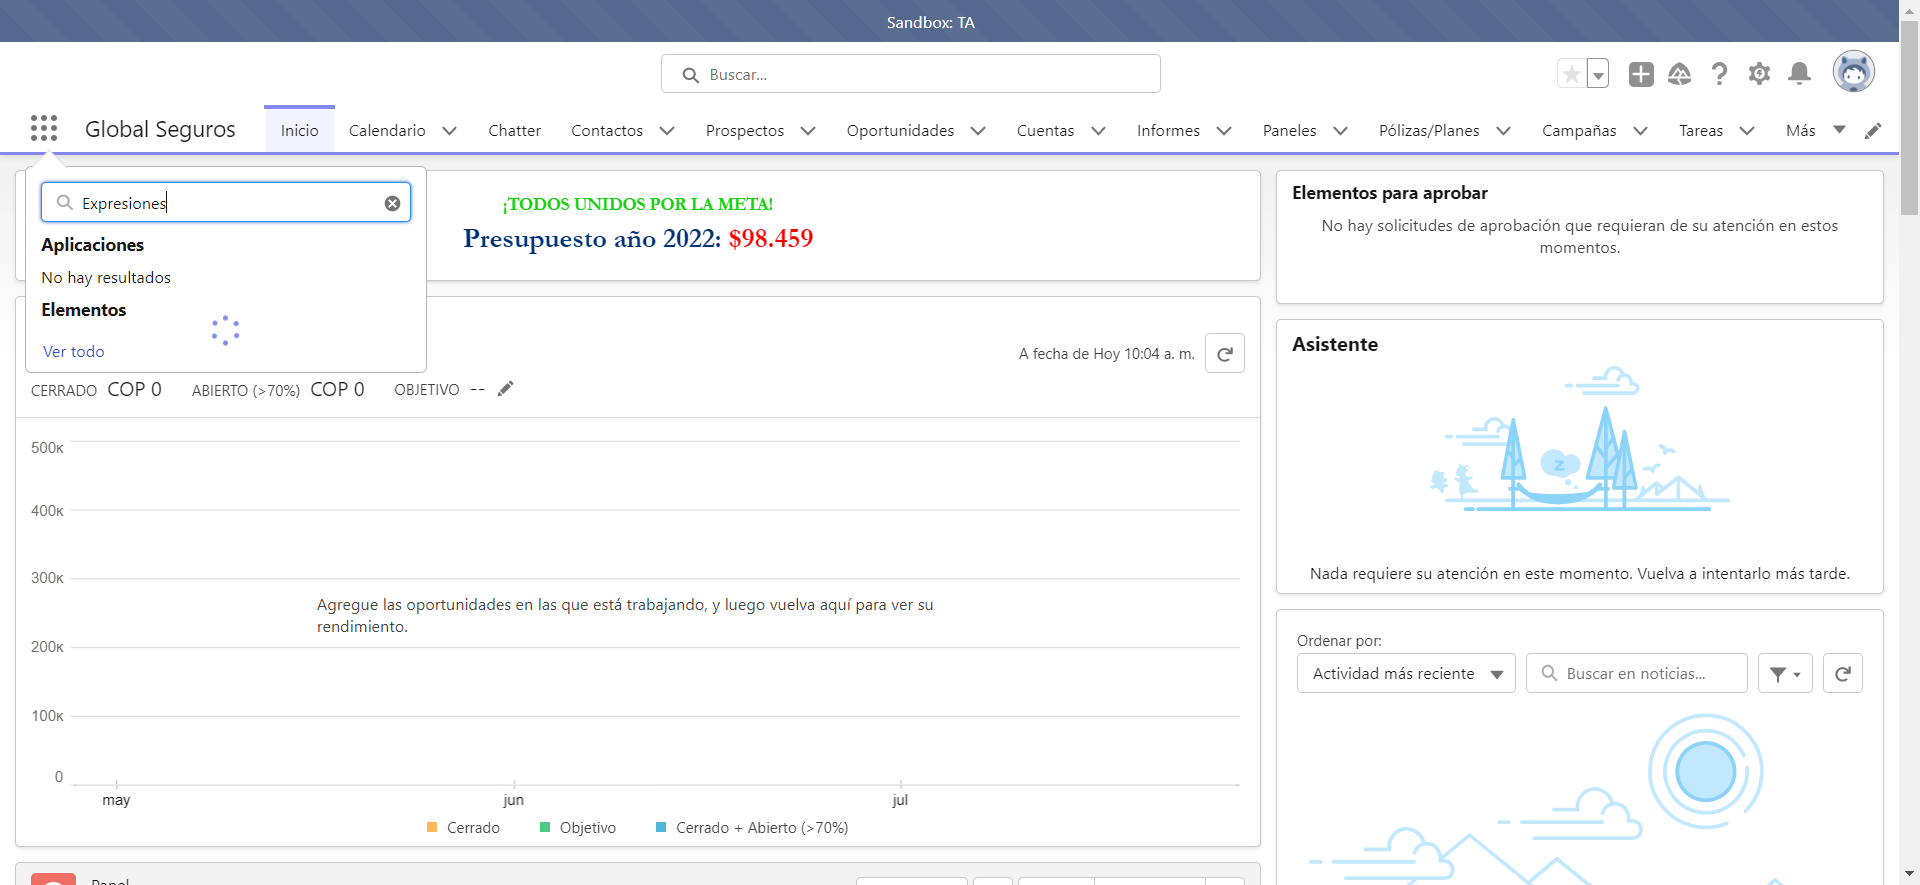 Sandbox: TA
Buscar...
Global Seguros
Inicio
Calendario
Chatter
Contactos
Prospectos
Oportunidades
Cuentas
Informes
Paneles
Pólizas/Planes
Campañas
Tareas
Más
Expresiones
Aplicaciones
No hay resultados
Elementos
Ver todo
¡TODOS UNIDOS POR LA META!
Presupuesto año 2022: $98.459
A fecha de Hoy 10:04 a. m.
CERRADO COP 0 ABIERTO (>70%) COP 0 OBJETIVO --
500K
400K
300K
200K
100K
0
Agregue las oportunidades en las que está trabajando, y luego vuelva aquí para ver su
rendimiento.
may
jun
jul
Cerrado
Objetivo
Cerrado + Abierto (>70%)
Panel
Elementos para aprobar
No hay solicitudes de aprobación que requieran de su atención en estos
momentos.
Asistente
z
Nada requiere su atención en este momento. Vuelva a intentarlo más tarde.
Ordenar por:
Actividad más reciente
Buscar en noticias...